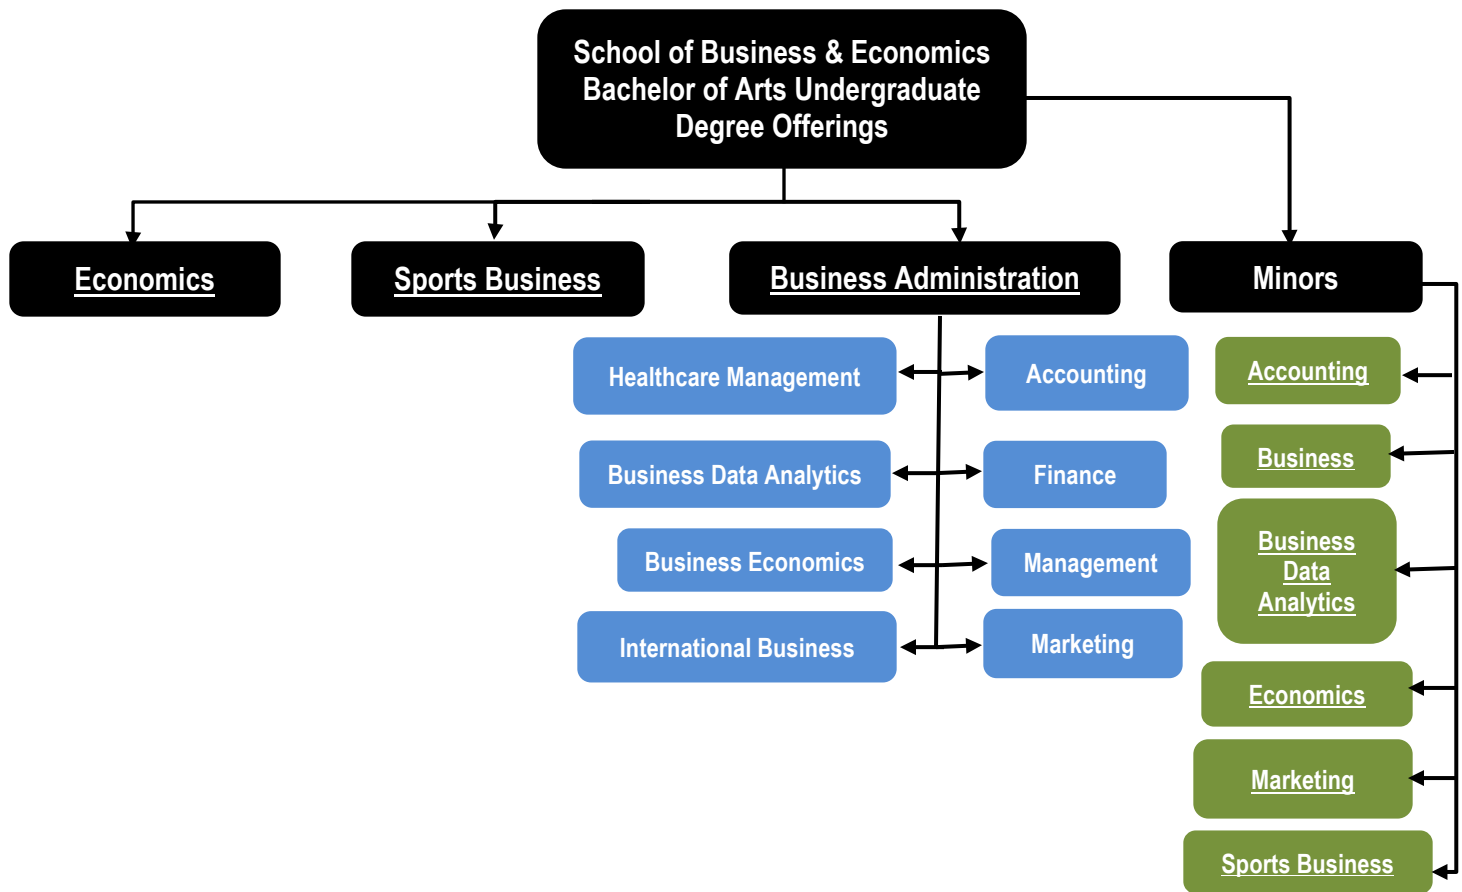 School of Business & Economics
Bachelor of Arts Undergraduate
Degree Offerings
Economics
Sports Business
Business Administration
Minors
Healthcare Management
Accounting
Business Data Analytics
Finance
Business Economics
Management
International Business
Marketing
Accounting
Business
Business
Data
Analytics
Economics
Marketing
Sports Business